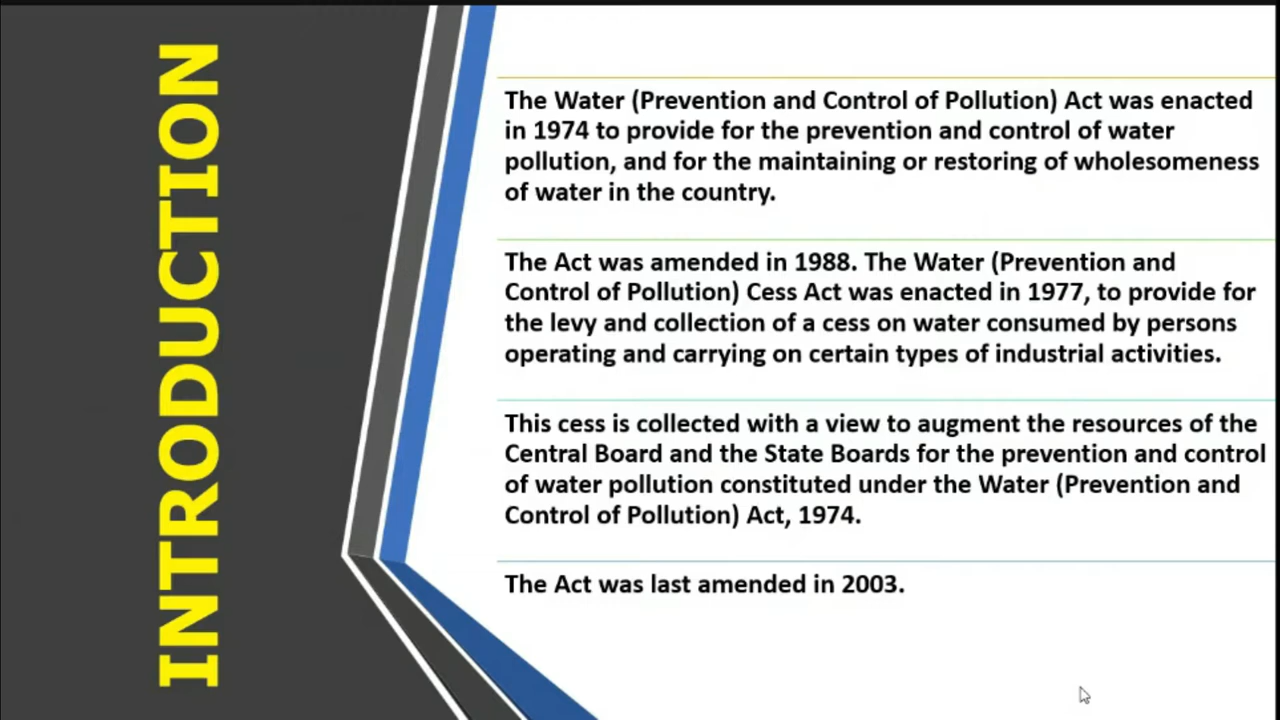 INTRODUCTION
The Water (Prevention and Control of Pollution) Act was enacted
in 1974 to provide for the prevention and control of water
pollution, and for the maintaining or restoring of wholesomeness
of water in the country.
The Act was amended in 1988. The Water (Prevention and
Control of Pollution) Cess Act was enacted in 1977, to provide for
the levy and collection of a cess on water consumed by persons
operating and carrying on certain types of industrial activities.
This cess is collected with a view to augment the resources of the
Central Board and the State Boards for the prevention and control
of water pollution constituted under the Water (Prevention and
Control of Pollution) Act, 1974.
The Act was last amended in 2003.